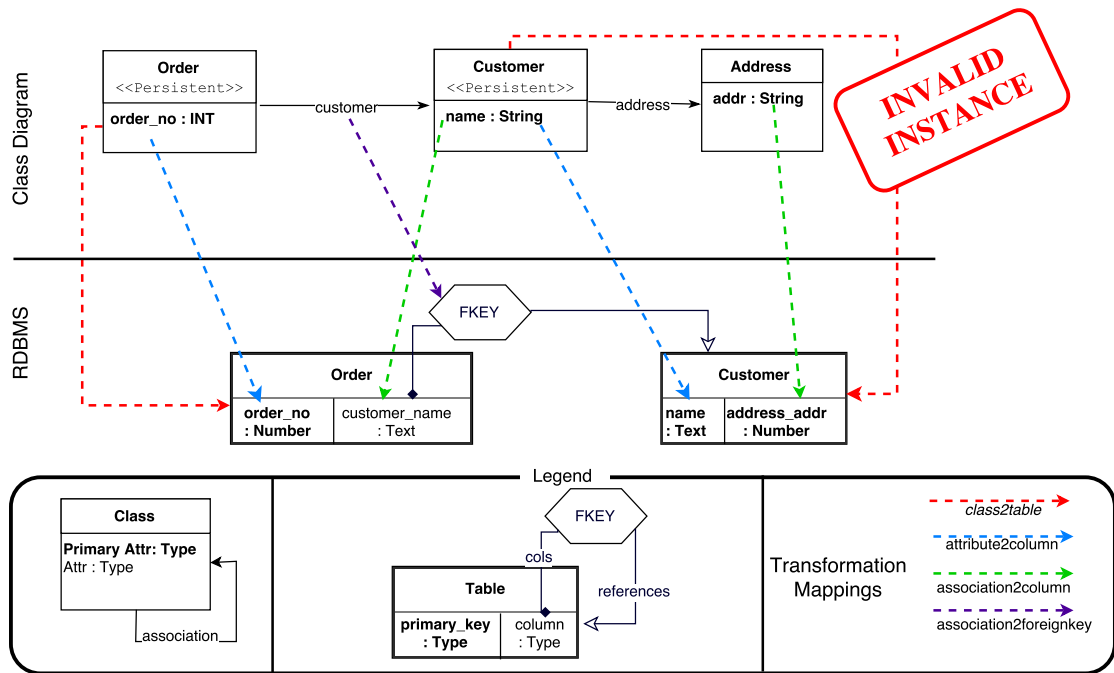 Class Diagram
Order
<<Persistent>>
order_no : INT
customer
Customer
<<Persistent>>
name : String
address
Address
addr : String
INVALID
INSTANCE
RDBMS
FKEY
Order
order_no
: Number
customer_name
: Text
Customer
name
: Text
address_addr
: Number
Legend
Class
Primary Attr: Type
Attr : Type
association
FKEY
cols
references
Table
primary_key
: Type
column
: Type
Transformation
Mappings
class2table
attribute2column
association2column
association2foreignkey